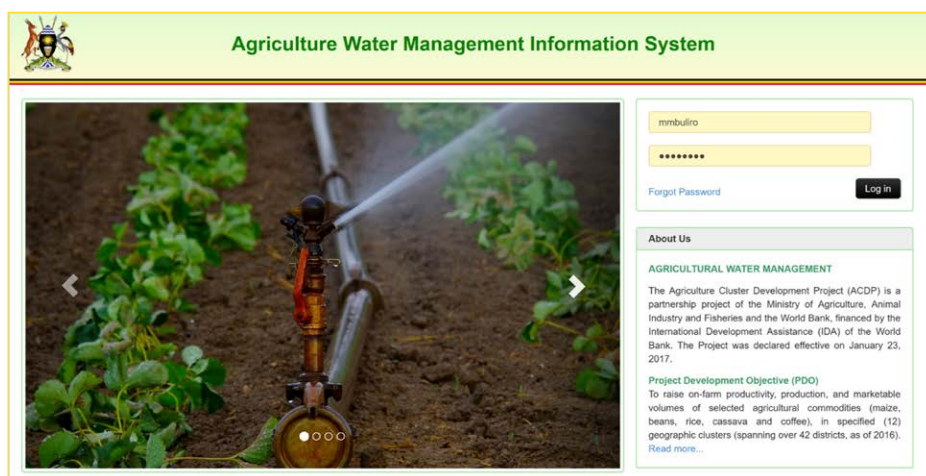 Agriculture Water Management Information System
mmbuliro
Forgot Password
Log in
About Us
AGRICULTURAL WATER MANAGEMENT
The Agriculture Cluster Development Project (ACDP) is a
partnership project of the Ministry of Agriculture, Animal
Industry and Fisheries and the World Bank, financed by the
International Development Assistance (IDA) of the World
Bank. The Project was declared effective on January 23,
2017.
Project Development Objective (PDO)
To raise on-farm productivity, production, and marketable
volumes of selected agricultural commodities (maize,
beans, rice, cassava and coffee), in specified (12)
geographic clusters (spanning over 42 districts, as of 2016).
Read more...